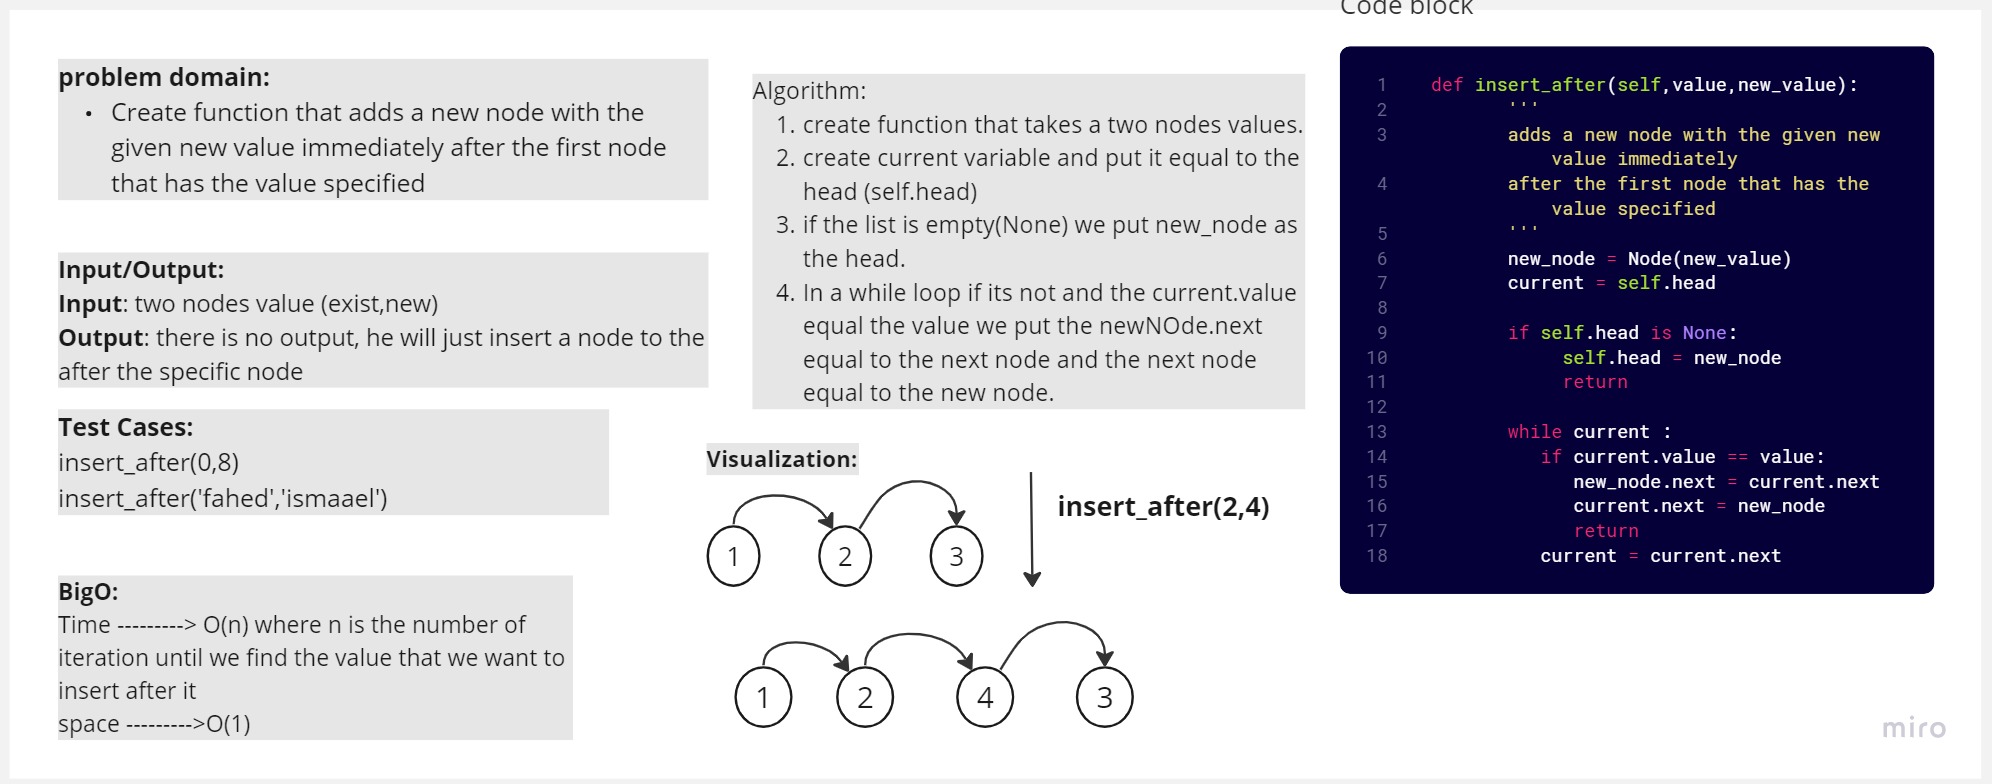 problem domain:
• Create function that adds a new node with the
given new value immediately after the first node
that has the value specified
Input/Output:
Input: two nodes value (exist,new)
Output: there is no output, he will just insert a node to the
after the specific node
Test Cases:
insert_after(0,8)
insert_after('fahed','ismaael')
BigO:
Time ---------> O(n) where n is the number of
iteration until we find the value that we want to
insert after it
space --------->O(1)
Algorithm:
1. create function that takes a two nodes values.
2. create current variable and put it equal to the
head (self.head)
3. if the list is empty(None) we put new_node as
the head.
4. In a while loop if its not and the current.value
equal the value we put the newNOde.next
equal to the next node and the next node
equal to the new node.
Visualization:
1 2 3
insert_after(2,4)
1 2 4 3
Code block
1 def insert_after(self,value,new_value):
2 '''
3 adds a new node with the given new
value immediately
4 after the first node that has the
value specified
5 '''
6 new_node = Node(new_value)
7 current = self.head
8
9 if self.head is None:
10 self.head = new_node
11 return
12
13 while current :
14 if current.value == value:
15 new_node.next = current.next
16 current.next = new_node
17 return
18 current = current.next
miro